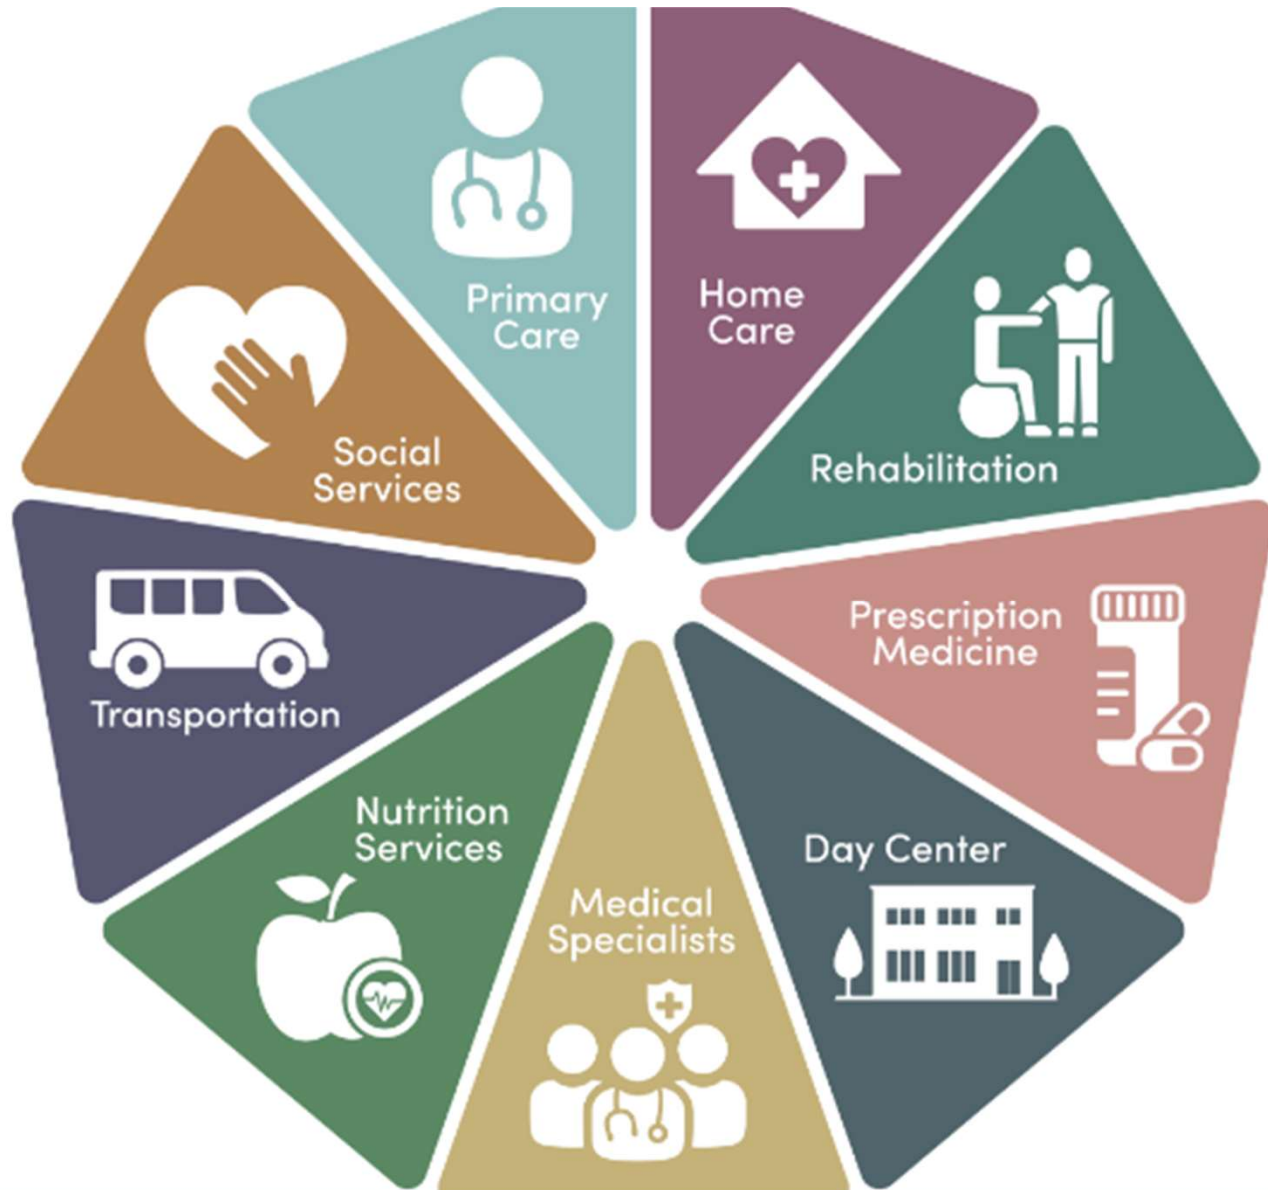 Primary
Care
Home
Care
Rehabilitation
Prescription
Medicine
Day Center
Medical
Specialists
Nutrition
Services
Transportation
Social
Services